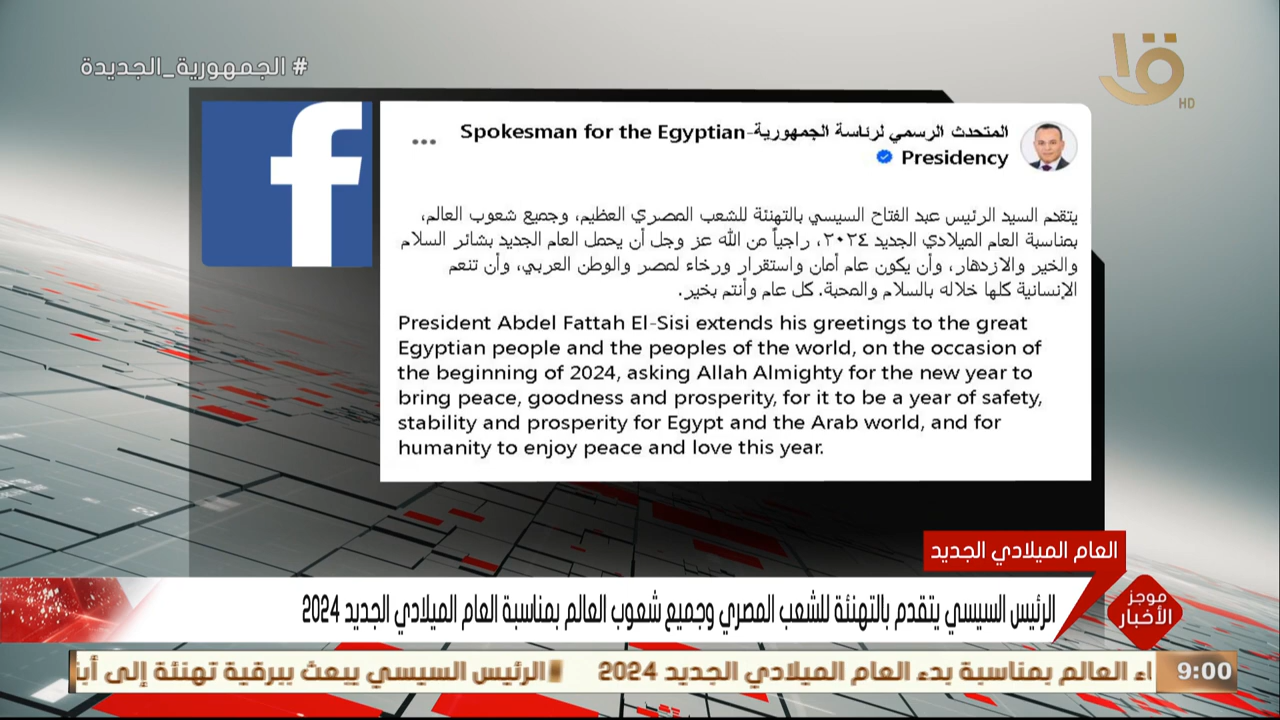 # الجمهورية_الجديدة
HD
المتحدث الرسمي لرئاسة الجمهورية-Spokesman for the Egyptian
Presidency
يتقدم السيد الرئيس عبد الفتاح السيسي بالتهنئة للشعب المصري العظيم، وجميع شعوب العالم،
بمناسبة العام الميلادي الجديد ٢٠٢٤، راجياً من الله عز وجل أن يحمل العام الجديد بشائر السلام
والخير والازدهار، وأن يكون عام أمان واستقرار ورخاء لمصر والوطن العربي، وأن تنعم
الإنسانية كلها خلاله بالسلام والمحبة. كل عام وأنتم بخير.
President Abdel Fattah El-Sisi extends his greetings to the great
Egyptian people and the peoples of the world, on the occasion of
the beginning of 2024, asking Allah Almighty for the new year to
bring peace, goodness and prosperity, for it to be a year of safety,
stability and prosperity for Egypt and the Arab world, and for
humanity to enjoy peace and love this year.
العام الميلادي الجديد
موجز
الأخبار
الرئيس السيسي يتقدم بالتهنئة للشعب المصري وجميع شعوب العالم بمناسبة العام الميلادي الجديد 2024
9:00
العالم بمناسبة بدء العام الميلادي الجديد 2024 الرئيس السيسي يبعث ببرقية تهنئة إلى